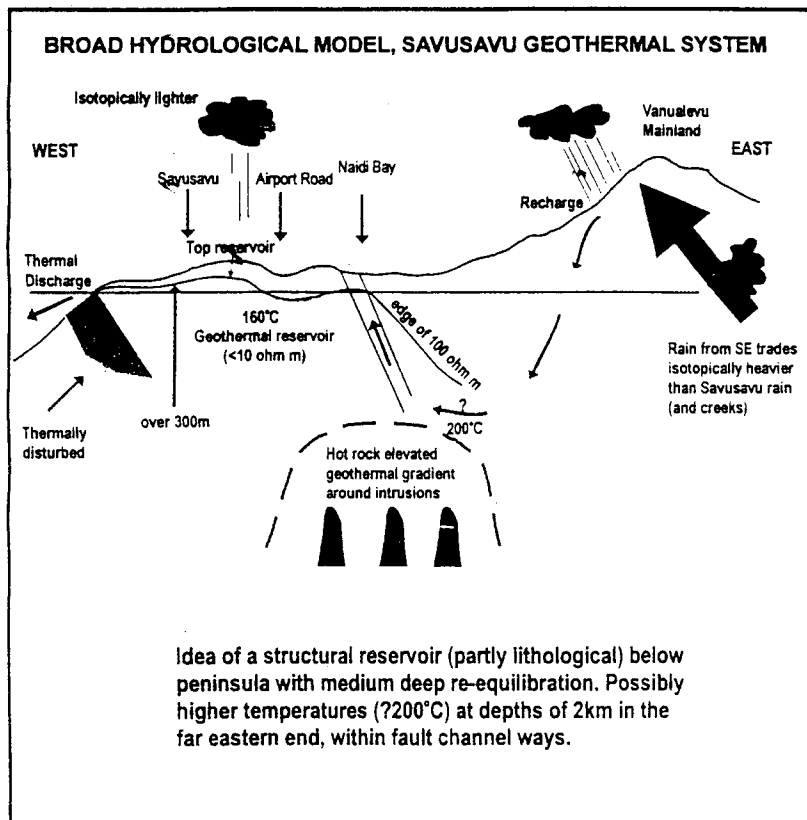 BROAD HYDROLOGICAL MODEL, SAVUSAVU GEOTHERMAL SYSTEM
Isotopically lighter
Vanualevu
Mainland
WEST
EAST
Savusavu
Airport Road
Naidi Bay
Recharge
Top reservoir
Thermal
Discharge
160°C
Geothermal reservoir
(<10 ohm m)
edge of 100 ohm m
Rain from SE trades
isotopically heavier
than Savusavu rain
(and creeks)
over 300m
Thermally
disturbed
?
200°C
Hot rock elevated
geothermal gradient
around intrusions
Idea of a structural reservoir (partly lithological) below
peninsula with medium deep re-equilibration. Possibly
higher temperatures (?200°C) at depths of 2km in the
far eastern end, within fault channel ways.